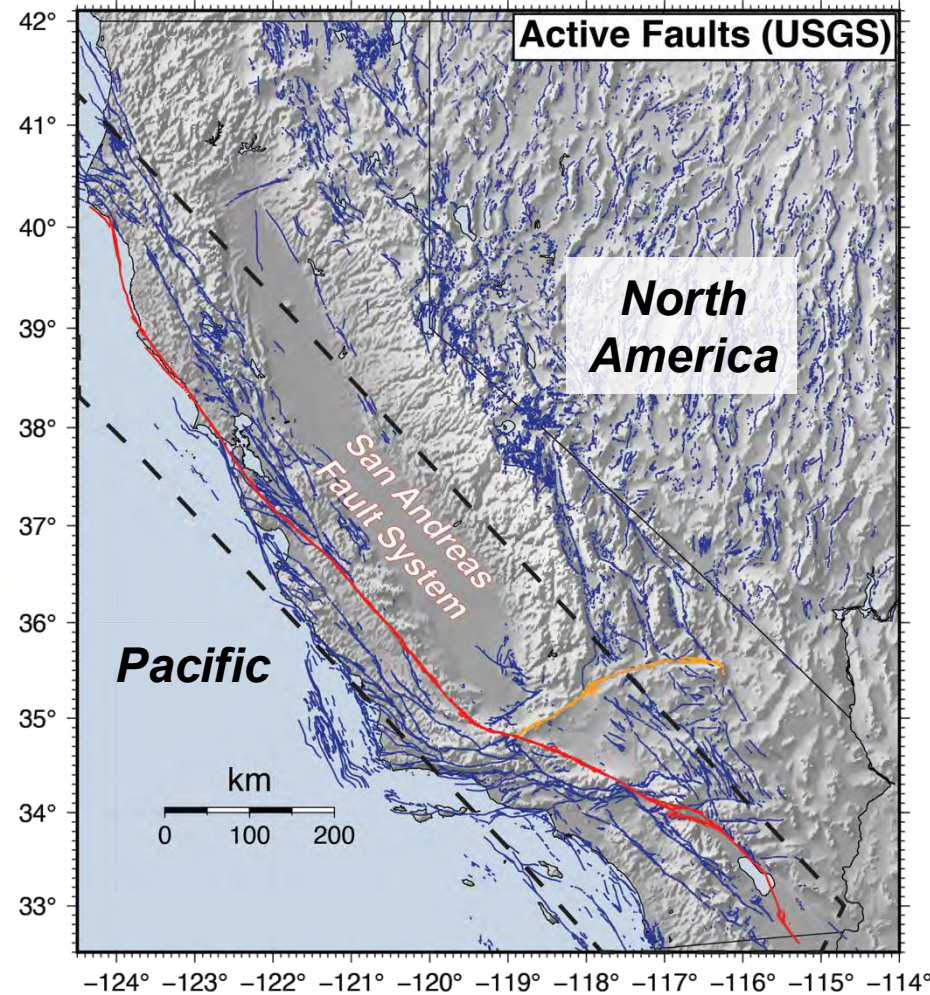 Active Faults (USGS)
42°
41°
40°
39°
38°
37°
36°
35°
34°
33°
North
America
San Andreas
Fault System
Pacific
km
0 100 200
−124° −123° −122° −121° −120° −119° −118° −117° −116° −115° −114°